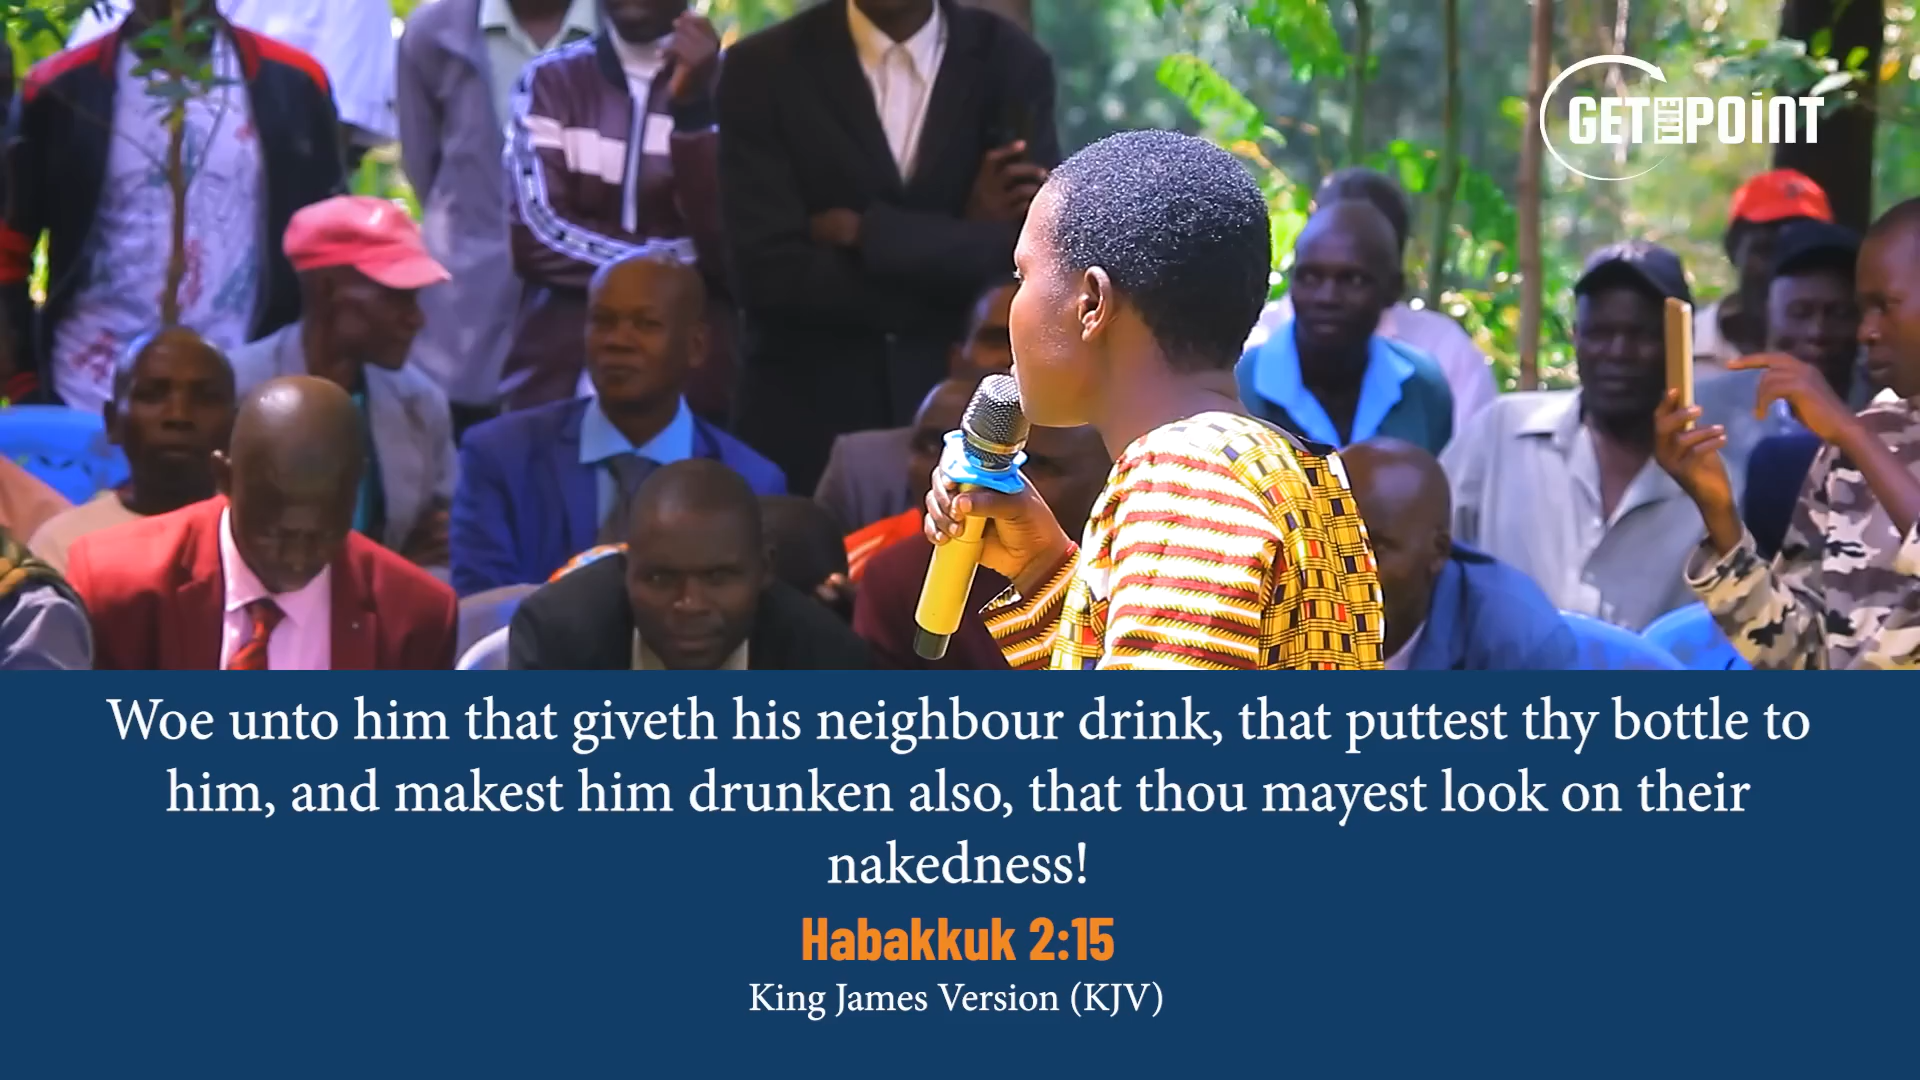 GET THE POINT
Woe unto him that giveth his neighbour drink, that puttest thy bottle to
him, and makest him drunken also, that thou mayest look on their
nakedness!
Habakkuk 2:15
King James Version (KJV)